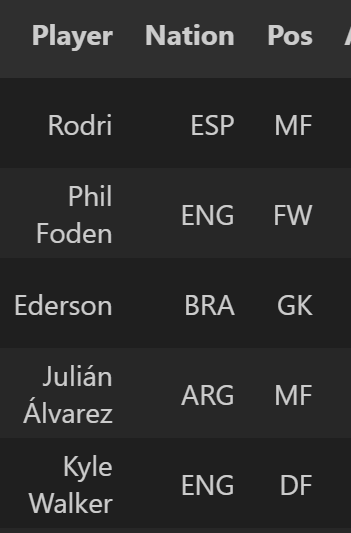 Player Nation Pos
Rodri ESP MF
Phil
Foden ENG FW
Ederson BRA GK
Julián
Álvarez ARG MF
Kyle
Walker ENG DF